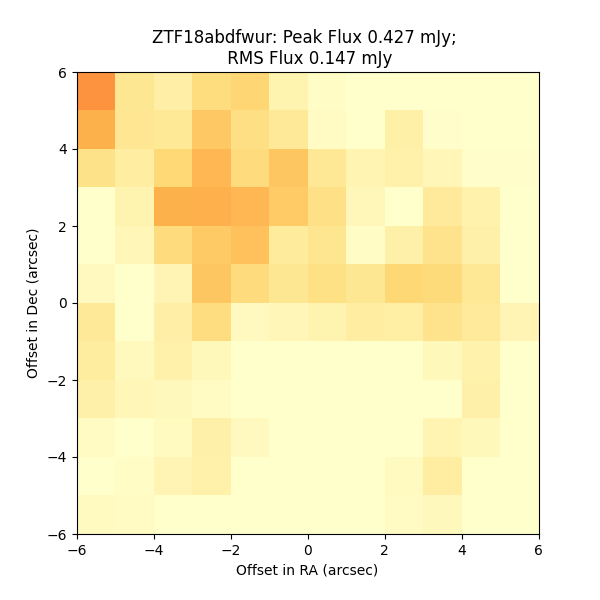 ZTF18abdfwur: Peak Flux 0.427 mJy;
RMS Flux 0.147 mJy
6
4
2
0
−2
−4
−6
Offset in Dec (arcsec)
−6 −4 −2 0 2 4 6
Offset in RA (arcsec)